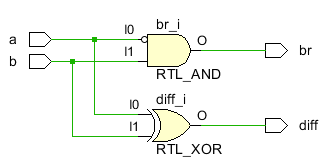 br_i
a
I0
O
b
I1
br
RTL_AND
diff_i
I0
O
diff
I1
RTL_XOR